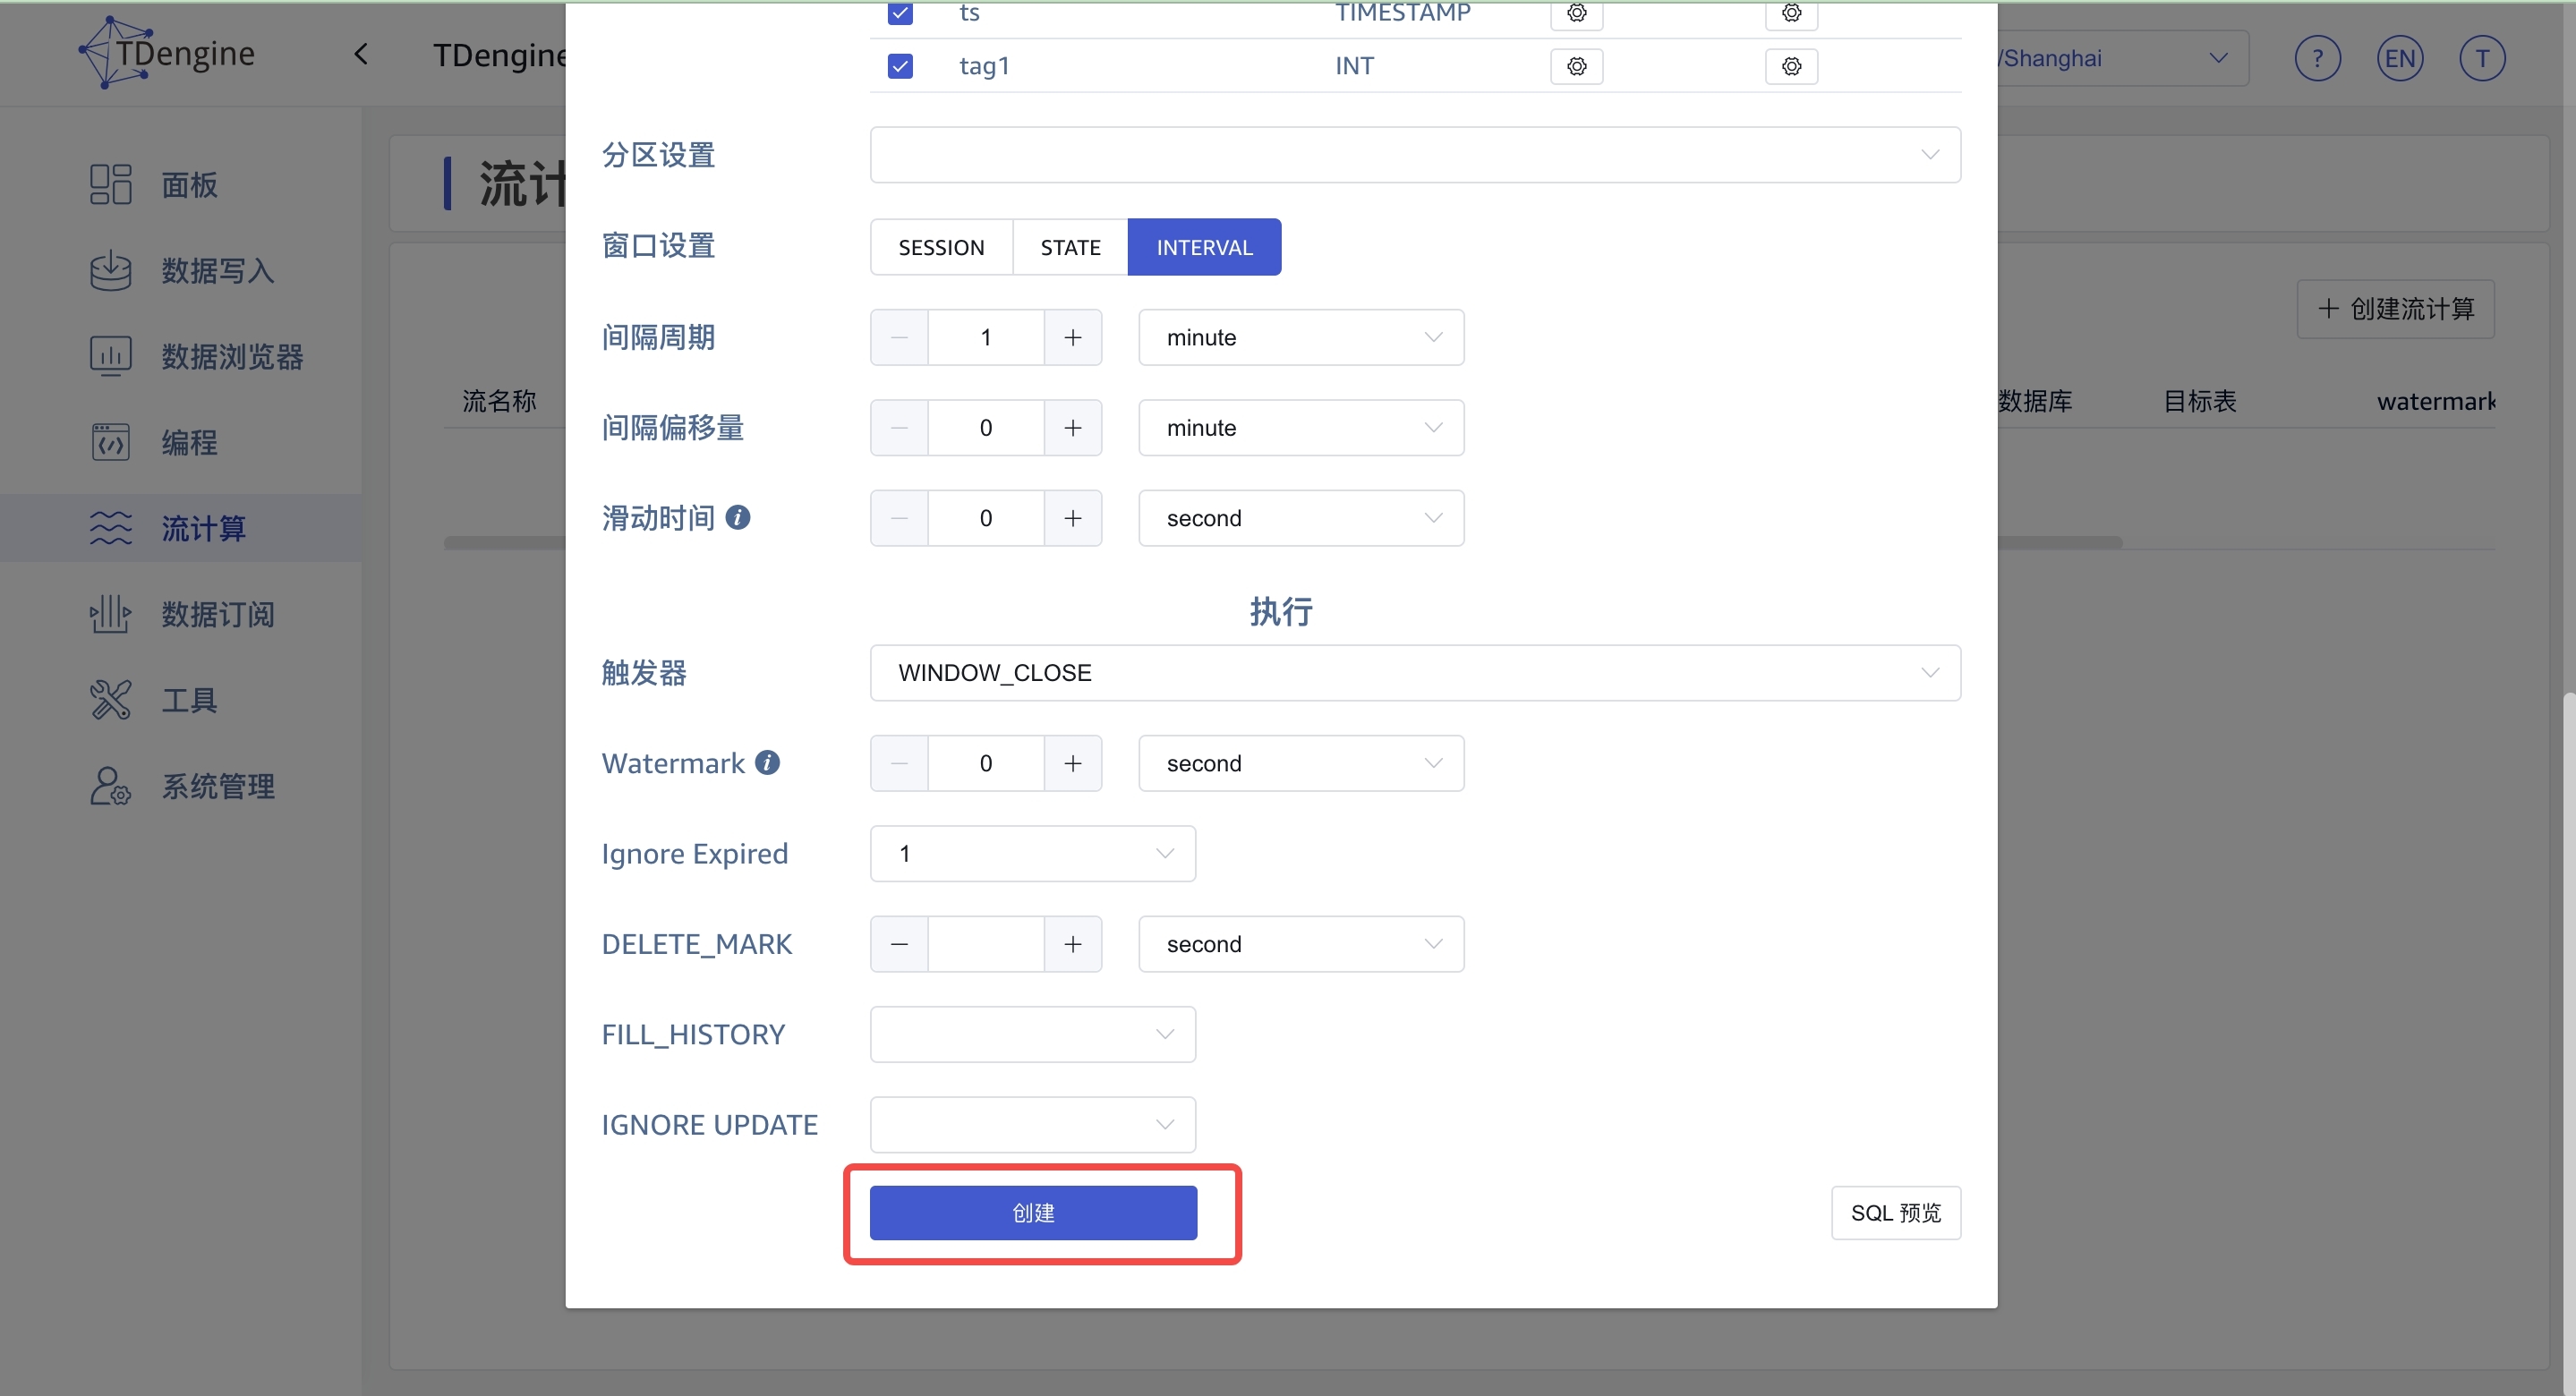 ts TIMESTAMP
tag1 INT
TDengine
TDengine
/Shanghai
?
EN
T
面板
数据写入
数据浏览器
编程
流计算
数据订阅
工具
系统管理
流计
创建流计算
流名称
数据库 目标表 watermark
分区设置
窗口设置 SESSION STATE INTERVAL
间隔周期 1 minute
间隔偏移量 0 minute
滑动时间 i 0 second
执行
触发器 WINDOW_CLOSE
Watermark i 0 second
Ignore Expired 1
DELETE_MARK second
FILL_HISTORY
IGNORE UPDATE
创建 SQL 预览